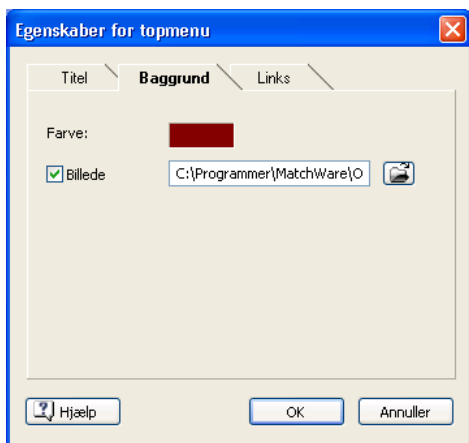 Egenskaber for topmenu
Titel Baggrund Links
Farve:
Billede C:\Programmer\MatchWare\O
Hjælp OK Annuller